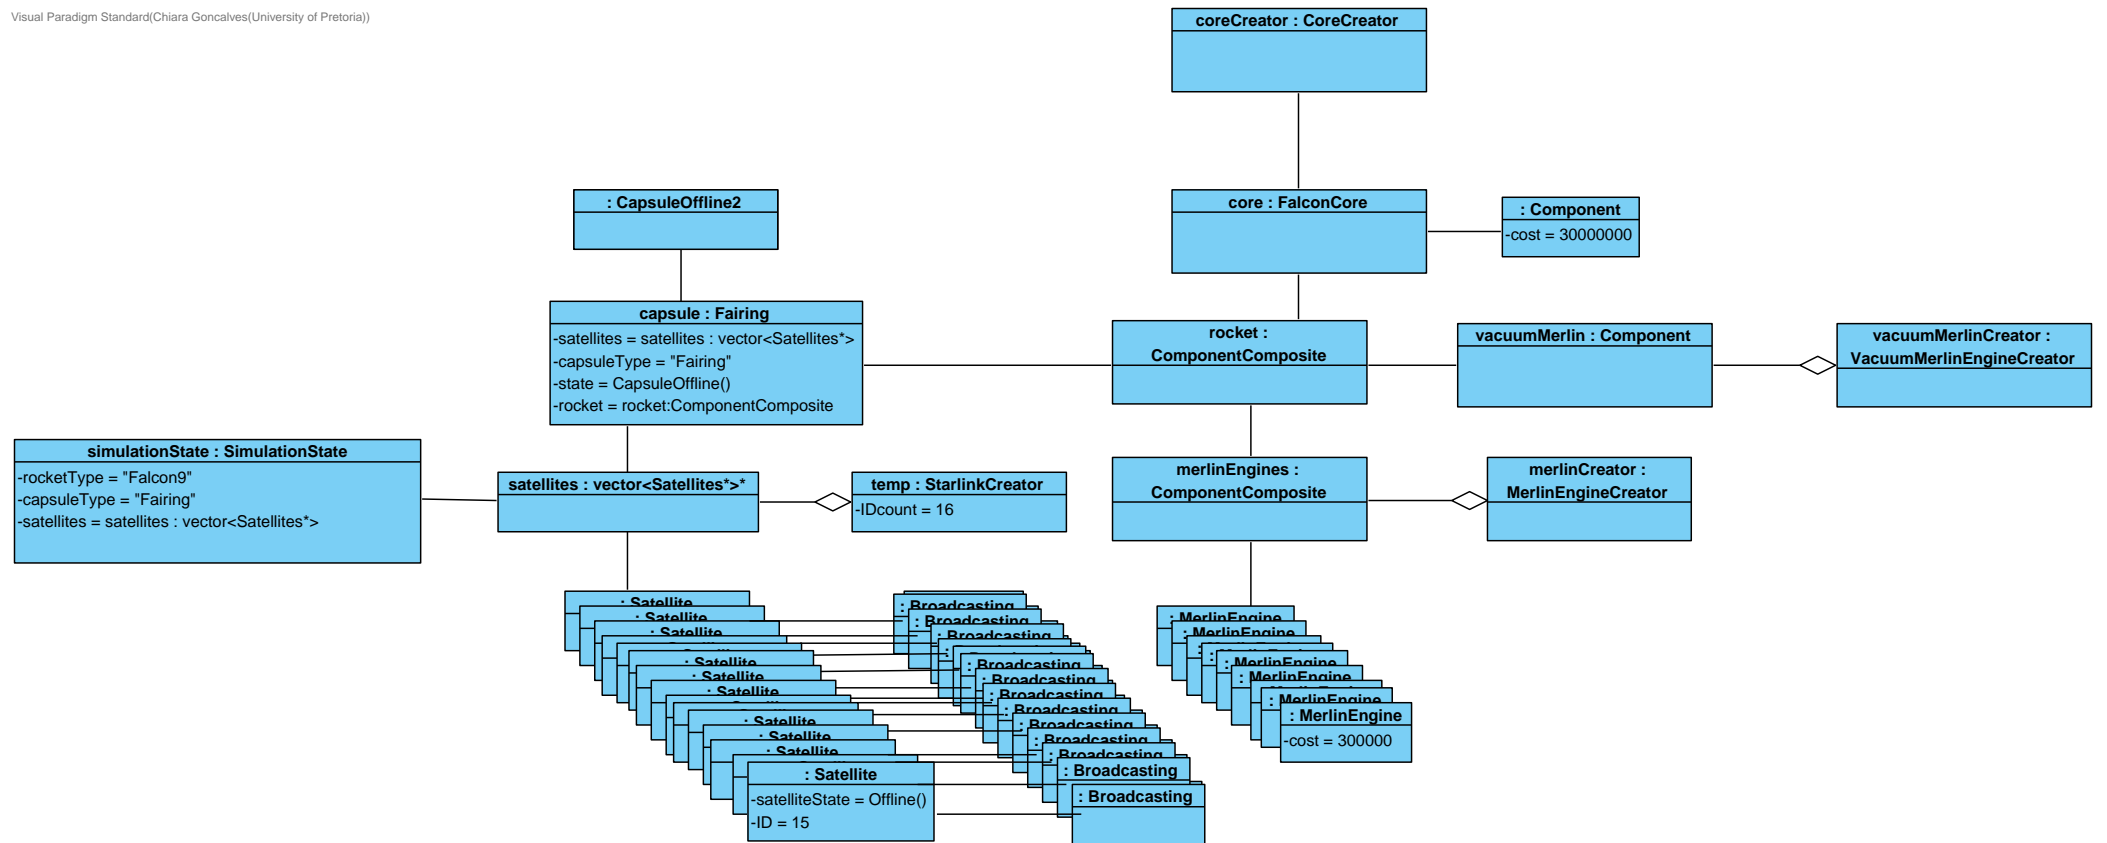 Visual Paradigm Standard(Chiara Goncalves(University of Pretoria))
coreCreator : CoreCreator
: CapsuleOffline2
core : FalconCore
: Component
-cost = 30000000
capsule : Fairing
-satellites = satellites : vector<Satellites*>
-capsuleType = "Fairing"
-state = CapsuleOffline()
-rocket = rocket:ComponentComposite
rocket :
ComponentComposite
vacuumMerlin : Component
vacuumMerlinCreator :
VacuumMerlinEngineCreator
simulationState : SimulationState
-rocketType = "Falcon9"
-capsuleType = "Fairing"
-satellites = satellites : vector<Satellites*>
satellites : vector<Satellites*>*
temp : StarlinkCreator
-IDcount = 16
merlinEngines :
ComponentComposite
merlinCreator :
MerlinEngineCreator
: Satellite
: Satellite
: Satellite
: Satellite
: Satellite
: Satellite
: Satellite
: Satellite
: Satellite
-satelliteState = Offline()
-ID = 15
: Broadcasting
: Broadcasting
: Broadcasting
: Broadcasting
: Broadcasting
: Broadcasting
: Broadcasting
: Broadcasting
: Broadcasting
: Broadcasting
: Broadcasting
: MerlinEngine
: MerlinEngine
: MerlinEngine
: MerlinEngine
: MerlinEngine
: MerlinEngine
-cost = 300000